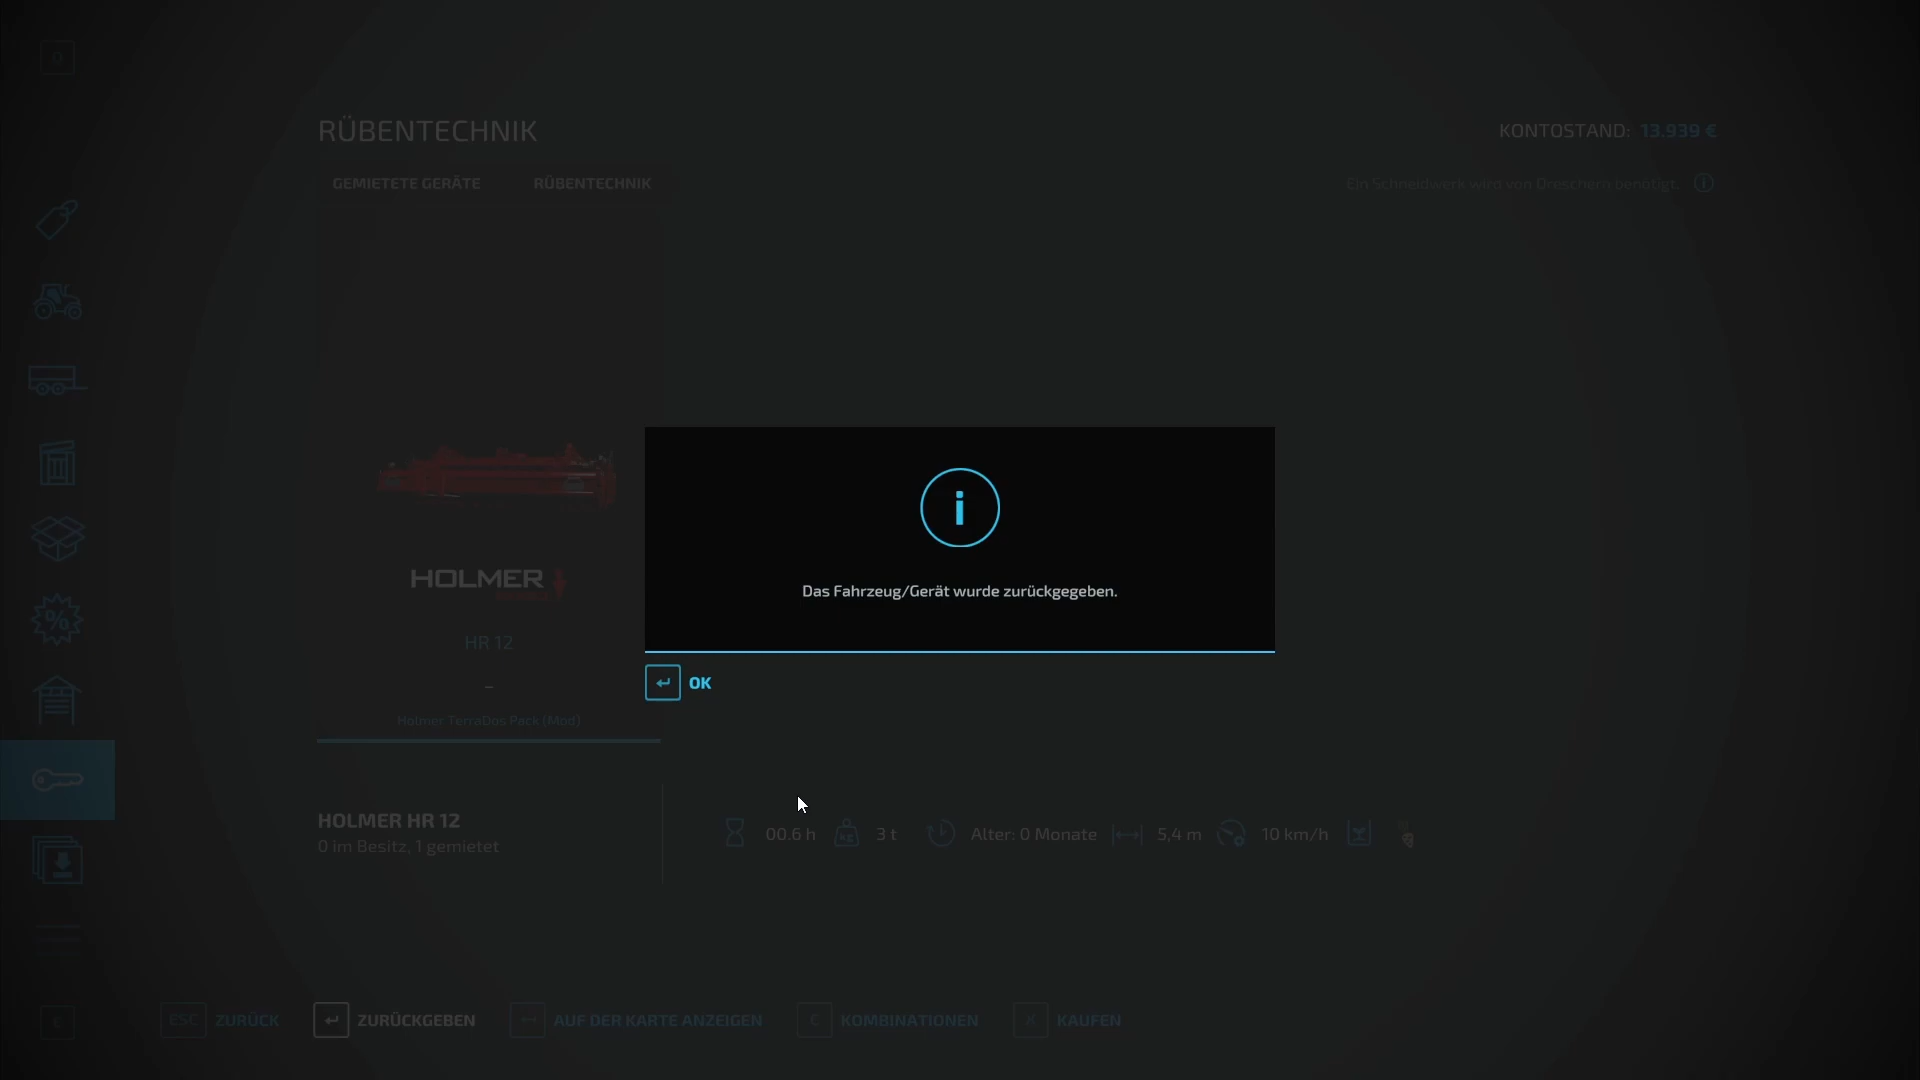 RÜBENTECHNIK
KONTOSTAND: 13.939 €
GEMIETETE GERÄTE RÜBENTECHNIK
Ein Schneidwerk wird von Dreschern benötigt.
Das Fahrzeug/Gerät wurde zurückgegeben.
OK
HOLMER
HR 12
–
Holmer TerraDos Pack (Mod)
HOLMER HR 12
0 im Besitz, 1 gemietet
00.6 h 3 t Alter: 0 Monate 5,4 m 10 km/h
ESC ZURÜCK ZURÜCKGEBEN AUF DER KARTE ANZEIGEN C KOMBINATIONEN X KAUFEN